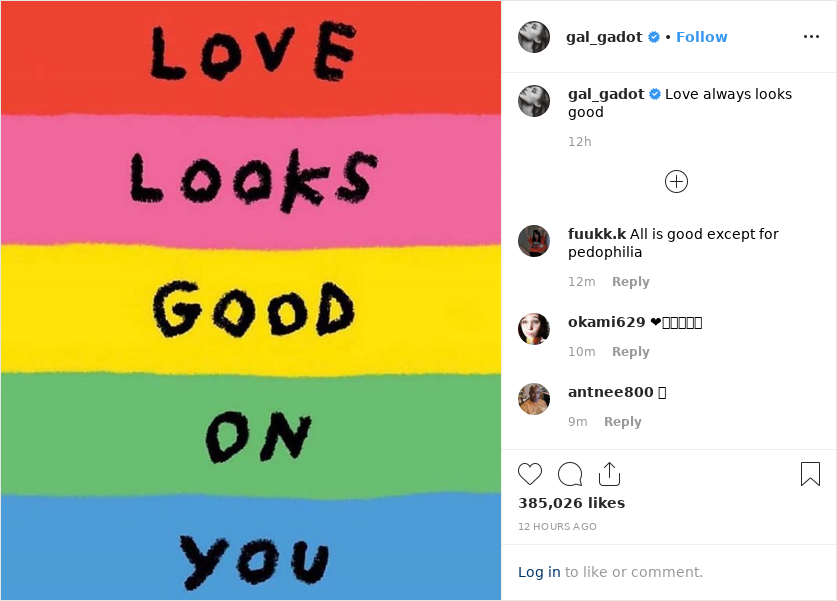 LOVE
LOOKS
GOOD
ON
YOU
gal_gadot • Follow
gal_gadot Love always looks
good
12h
fuukk.k All is good except for
pedophilia
12m Reply
okami629 ❤
10m Reply
antnee800
9m Reply
385,026 likes
12 HOURS AGO
Log in to like or comment.